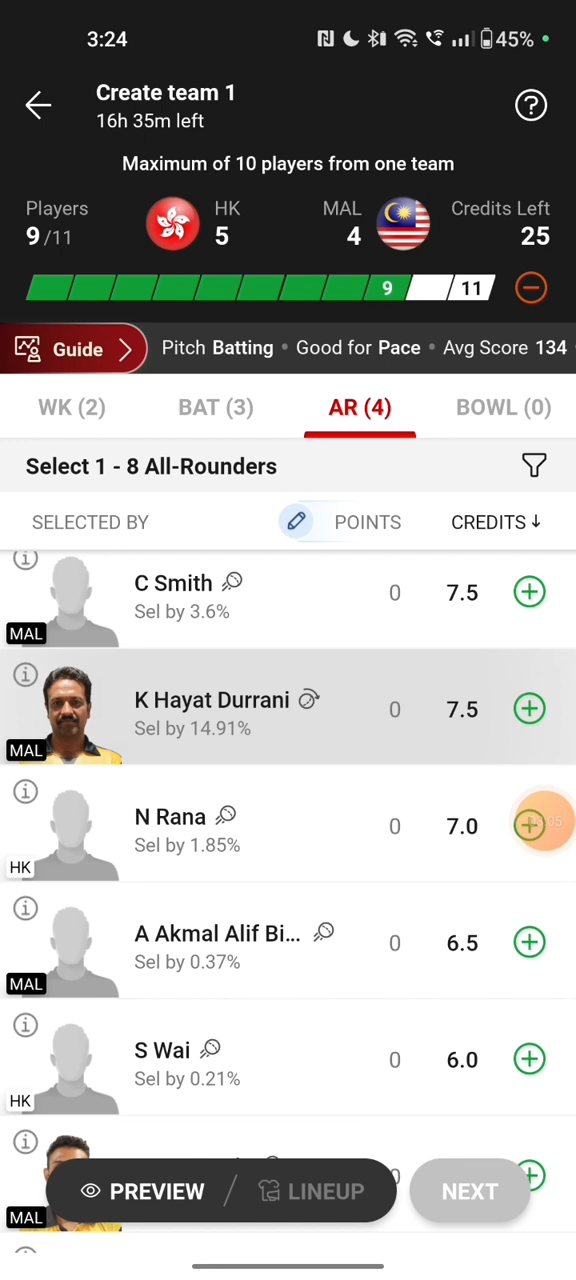 3:24
45%
Create team 1
16h 35m left
Maximum of 10 players from one team
Players
9/11
HK
5
MAL
4
Credits Left
25
9
11
Guide
Pitch Batting • Good for Pace • Avg Score 134
WK (2)
BAT (3)
AR (4)
BOWL (0)
Select 1 - 8 All-Rounders
SELECTED BY
POINTS
CREDITS↓
C Smith
Sel by 3.6%
0
7.5
MAL
K Hayat Durrani
Sel by 14.91%
0
7.5
MAL
N Rana
Sel by 1.85%
0
7.0
HK
A Akmal Alif Bi...
Sel by 0.37%
0
6.5
MAL
S Wai
Sel by 0.21%
0
6.0
HK
MAL
PREVIEW / LINEUP
NEXT